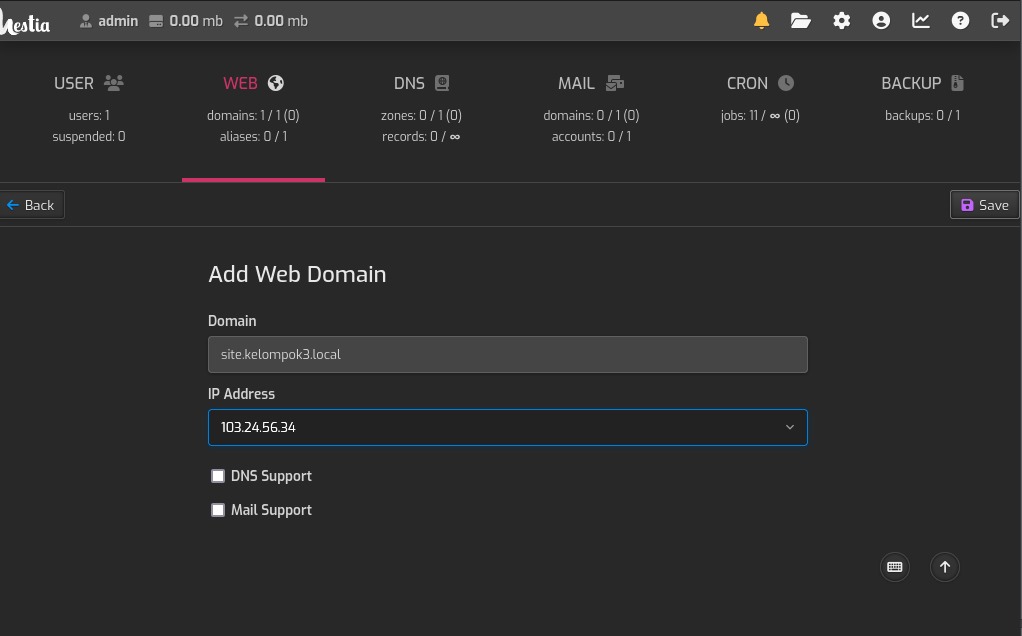 Hestia admin 0.00 mb 0.00 mb
USER WEB DNS MAIL CRON BACKUP
users: 1 domains: 1 / 1 (0) zones: 0 / 1 (0) domains: 0 / 1 (0) jobs: 11 / ∞ (0) backups: 0 / 1
suspended: 0 aliases: 0 / 1 records: 0 / ∞ accounts: 0 / 1
Back Save
Add Web Domain
Domain
site.kelompok3.local
IP Address
103.24.56.34
DNS Support
Mail Support